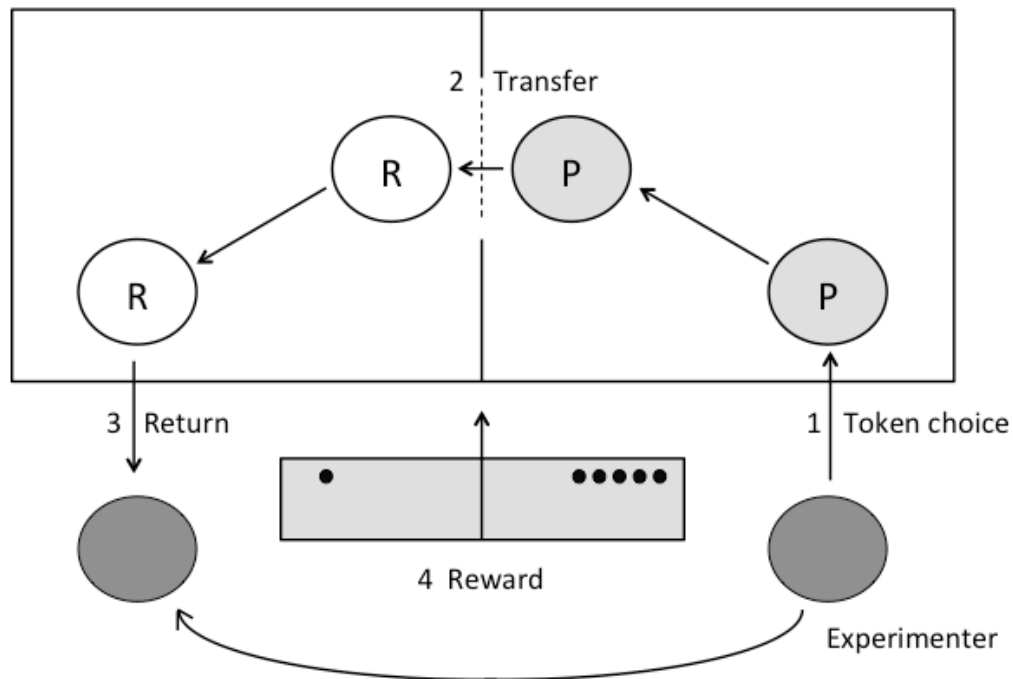 2 Transfer
R
P
R
P
3 Return
1 Token choice
4 Reward
Experimenter